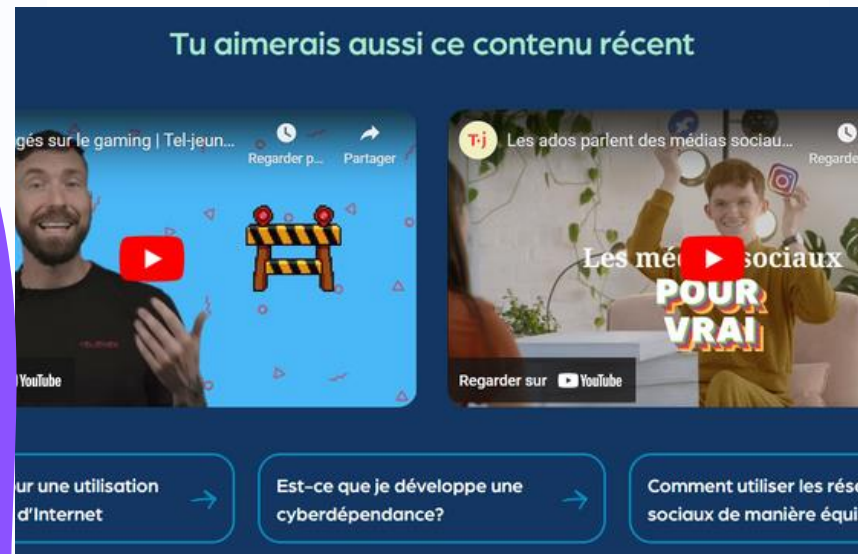 Tu aimerais aussi ce contenu récent
gés sur le gaming | Tel-jeun...
Regarder p...
Partager
YouTube
T-j
Les ados parlent des médias sociau...
Regarde
Les mé sociaux
POUR
VRAI
Regarder sur YouTube
ur une utilisation
d'Internet
Est-ce que je développe une
cyberdépendance?
Comment utiliser les rés
sociaux de manière équi